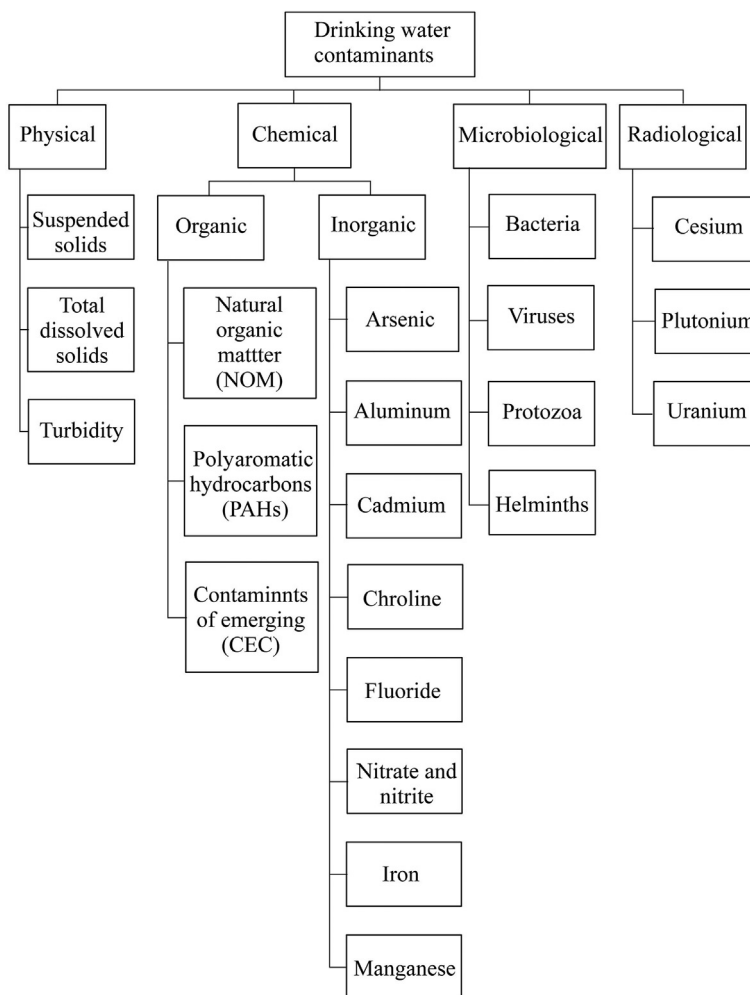 Drinking water
contaminants
Physical
Chemical
Microbiological
Radiological
Suspended
solids
Total
dissolved
solids
Turbidity
Organic
Natural
organic
mattter
(NOM)
Polyaromatic
hydrocarbons
(PAHs)
Contaminnts
of emerging
(CEC)
Inorganic
Arsenic
Aluminum
Cadmium
Chroline
Fluoride
Nitrate and
nitrite
Iron
Manganese
Bacteria
Viruses
Protozoa
Helminths
Cesium
Plutonium
Uranium